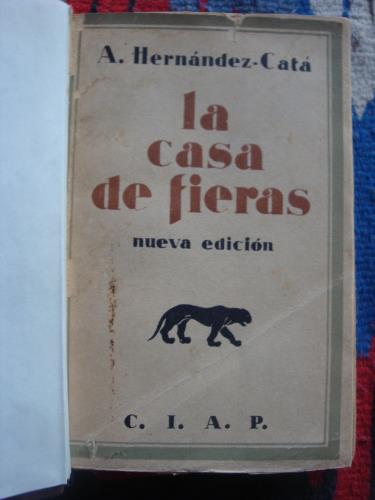 A. Hernández-Catá
la
casa
de fieras
nueva edición
C. I. A. P.